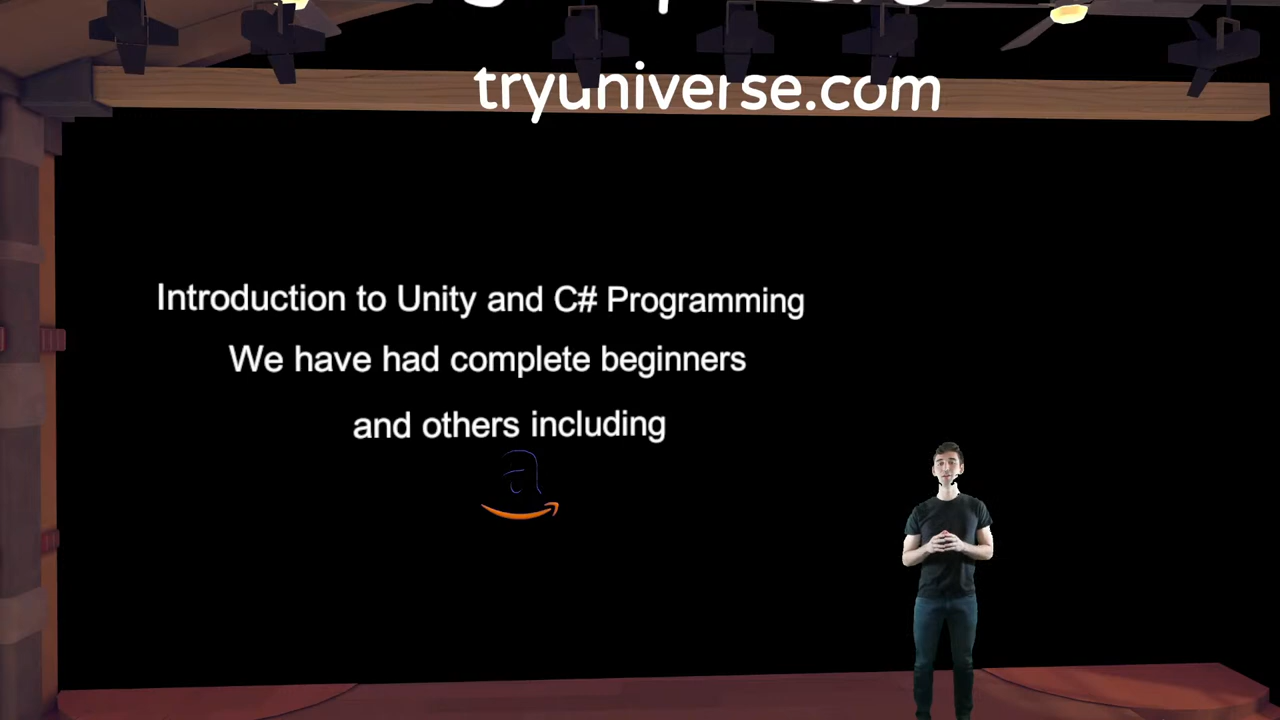 tryuniverse.com
Introduction to Unity and C# Programming
We have had complete beginners
and others including
a